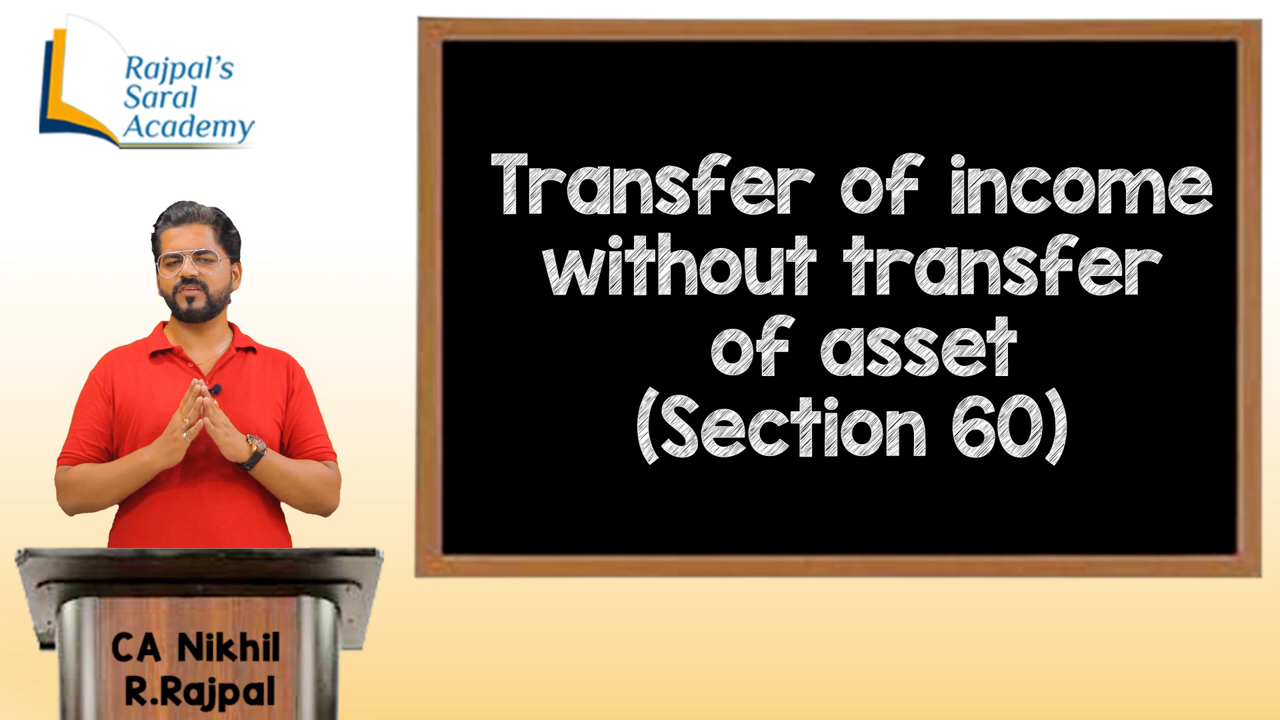 Rajpal's
Saral
Academy
Transfer of income
without transfer
of asset
(Section 60)
CA Nikhil
R.Rajpal